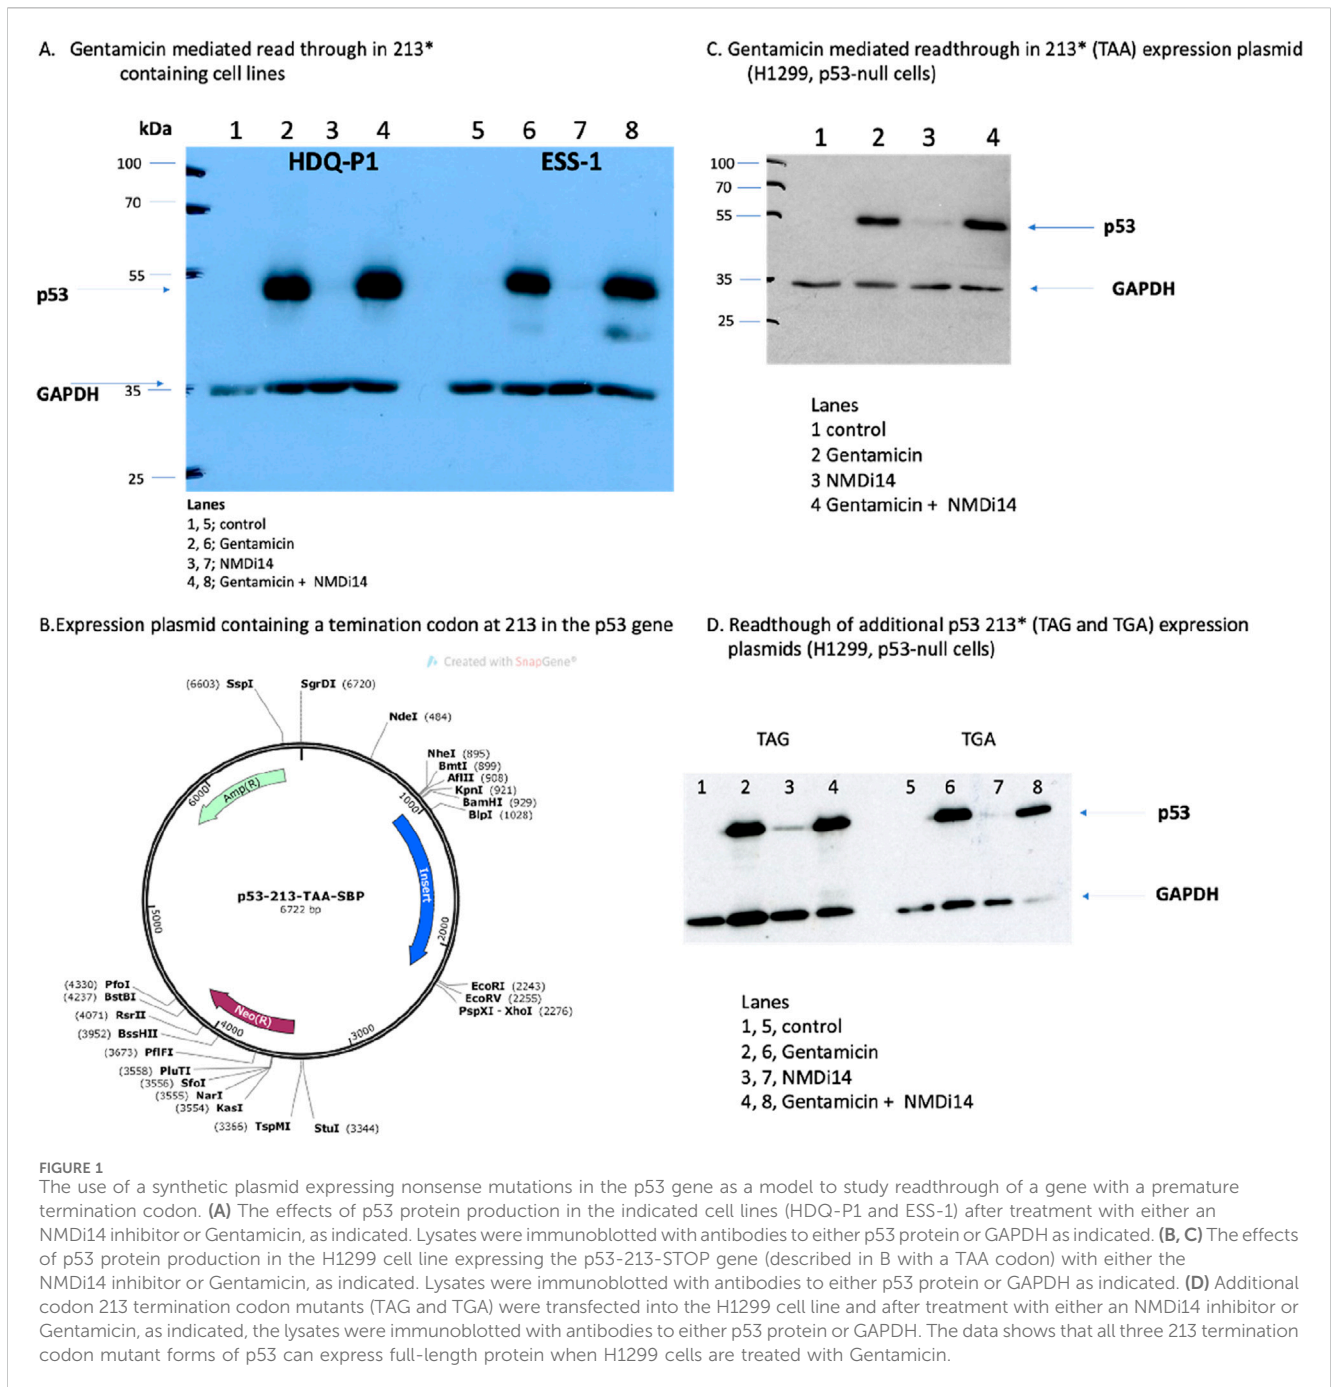 A. Gentamicin mediated read through in 213*
containing cell lines
kDa
1 2 3 4 5 6 7 8
HDQ-P1 ESS-1
100
70
55
p53
GAPDH
35
25
Lanes
1, 5; control
2, 6; Gentamicin
3, 7; NMDi14
4, 8; Gentamicin + NMDi14
C. Gentamicin mediated readthrough in 213* (TAA) expression plasmid
(H1299, p53-null cells)
1 2 3 4
100
70
55
p53
35
GAPDH
25
Lanes
1 control
2 Gentamicin
3 NMDi14
4 Gentamicin + NMDi14
B.Expression plasmid containing a temination codon at 213 in the p53 gene
Created with SnapGene®
(6603) SspI
SgrDI (6720)
NdeI (484)
NheI (895)
BmtI (899)
AflII (908)
KpnI (921)
BamHI (929)
BlpI (1028)
Amp(R)
6000
1000
Insert
p53-213-TAA-SBP
6722 bp
5000
2000
EcoRI (2243)
EcoRV (2255)
PspXI - XhoI (2276)
Neo(R)
4000
3000
(4330) PfoI
(4237) BstBI
(4071) RsrII
(3952) BssHII
(3673) PflFI
(3558) PluTI
(3556) SfoI
(3555) NarI
(3554) KasI
(3366) TspMI
StuI (3344)
D. Readthough of additional p53 213* (TAG and TGA) expression
plasmids (H1299, p53-null cells)
TAG TGA
1 2 3 4 5 6 7 8
p53
GAPDH
Lanes
1, 5, control
2, 6, Gentamicin
3, 7, NMDi14
4, 8, Gentamicin + NMDi14
FIGURE 1
The use of a synthetic plasmid expressing nonsense mutations in the p53 gene as a model to study readthrough of a gene with a premature
termination codon. (A) The effects of p53 protein production in the indicated cell lines (HDQ-P1 and ESS-1) after treatment with either an
NMDi14 inhibitor or Gentamicin, as indicated. Lysates were immunoblotted with antibodies to either p53 protein or GAPDH as indicated. (B, C) The effects
of p53 protein production in the H1299 cell line expressing the p53-213-STOP gene (described in B with a TAA codon) with either the
NMDi14 inhibitor or Gentamicin, as indicated. Lysates were immunoblotted with antibodies to either p53 protein or GAPDH as indicated. (D) Additional
codon 213 termination codon mutants (TAG and TGA) were transfected into the H1299 cell line and after treatment with either an NMDi14 inhibitor or
Gentamicin, as indicated, the lysates were immunoblotted with antibodies to either p53 protein or GAPDH. The data shows that all three 213 termination
codon mutant forms of p53 can express full-length protein when H1299 cells are treated with Gentamicin.